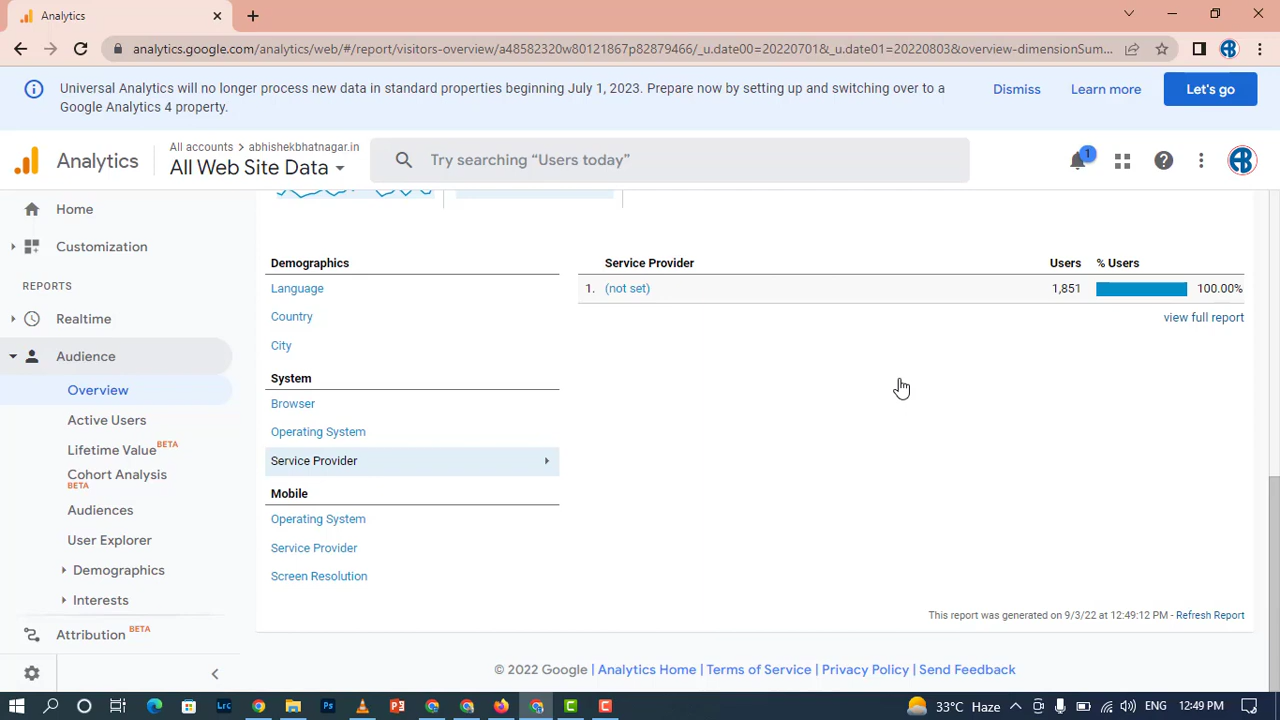 Analytics
analytics.google.com/analytics/web/#/report/visitors-overview/a48582320w80121867p82879466/_u.date00=20220701&_u.date01=20220803&overview-dimensionSum...
Universal Analytics will no longer process new data in standard properties beginning July 1, 2023. Prepare now by setting up and switching over to a
Google Analytics 4 property.
Dismiss
Learn more
Let's go
Analytics
All accounts > abhishekbhatnagar.in
All Web Site Data
Try searching “Users today”
1
Home
Customization
REPORTS
Realtime
Audience
Overview
Active Users
Lifetime Value BETA
Cohort Analysis
BETA
Audiences
User Explorer
Demographics
Interests
Attribution BETA
Demographics
Language
Country
City
System
Browser
Operating System
Service Provider
Mobile
Operating System
Service Provider
Screen Resolution
Service Provider Users % Users
1. (not set) 1,851 100.00%
view full report
This report was generated on 9/3/22 at 12:49:12 PM - Refresh Report
© 2022 Google | Analytics Home | Terms of Service | Privacy Policy | Send Feedback
Lrc
Ps
33°C Haze
ENG
12:49 PM